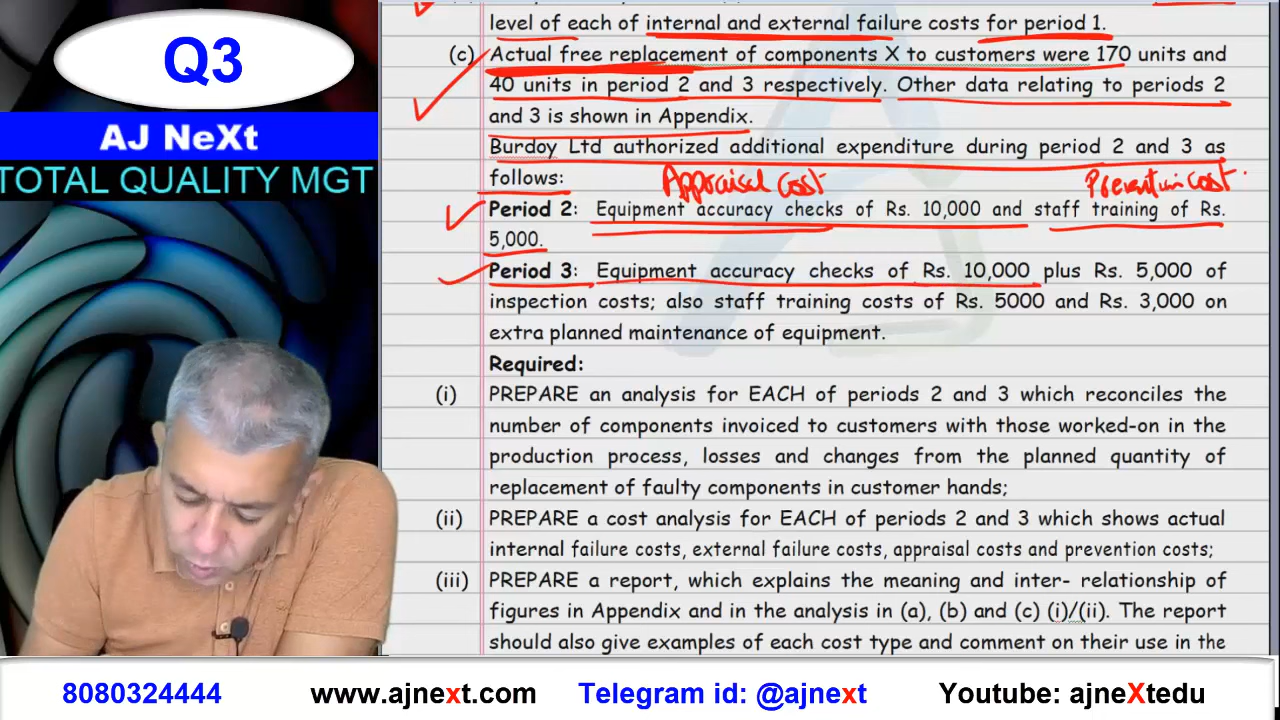 Q3
AJ NeXt
TOTAL QUALITY MGT
level of each of internal and external failure costs for period 1.
(c) Actual free replacement of components X to customers were 170 units and
40 units in period 2 and 3 respectively. Other data relating to periods 2
and 3 is shown in Appendix.
Burdoy Ltd authorized additional expenditure during period 2 and 3 as
follows: Appraisal cost Prevention cost.
Period 2: Equipment accuracy checks of Rs. 10,000 and staff training of Rs.
5,000.
Period 3: Equipment accuracy checks of Rs. 10,000 plus Rs. 5,000 of
inspection costs; also staff training costs of Rs. 5000 and Rs. 3,000 on
extra planned maintenance of equipment.
Required:
(i) PREPARE an analysis for EACH of periods 2 and 3 which reconciles the
number of components invoiced to customers with those worked-on in the
production process, losses and changes from the planned quantity of
replacement of faulty components in customer hands;
(ii) PREPARE a cost analysis for EACH of periods 2 and 3 which shows actual
internal failure costs, external failure costs, appraisal costs and prevention costs;
(iii) PREPARE a report, which explains the meaning and inter- relationship of
figures in Appendix and in the analysis in (a), (b) and (c) (i)/(ii). The report
should also give examples of each cost type and comment on their use in the
8080324444 www.ajnext.com Telegram id: @ajnext Youtube: ajneXtedu